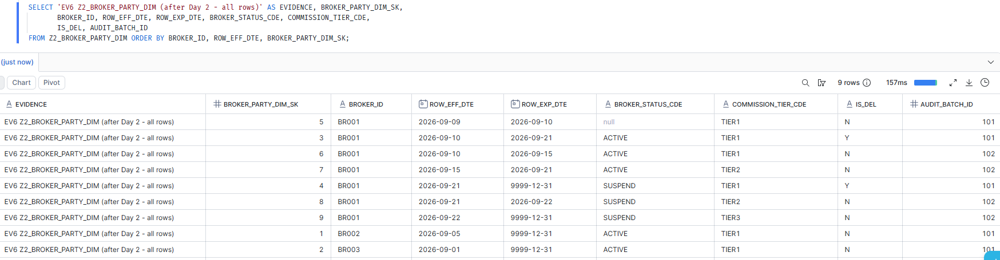 SELECT 'EV6 Z2_BROKER_PARTY_DIM (after Day 2 - all rows)' AS EVIDENCE, BROKER_PARTY_DIM_SK,
BROKER_ID, ROW_EFF_DTE, ROW_EXP_DTE, BROKER_STATUS_CDE, COMMISSION_TIER_CDE,
IS_DEL, AUDIT_BATCH_ID
FROM Z2_BROKER_PARTY_DIM ORDER BY BROKER_ID, ROW_EFF_DTE, BROKER_PARTY_DIM_SK;
(just now)
Chart Pivot 9 rows 157ms
A EVIDENCE # BROKER_PARTY_DIM_SK A BROKER_ID ROW_EFF_DTE ROW_EXP_DTE A BROKER_STATUS_CDE A COMMISSION_TIER_CDE A IS_DEL # AUDIT_BATCH_ID
EV6 Z2_BROKER_PARTY_DIM (after Day 2 - all rows) 5 BR001 2026-09-09 2026-09-10 null TIER1 N 101
EV6 Z2_BROKER_PARTY_DIM (after Day 2 - all rows) 3 BR001 2026-09-10 2026-09-21 ACTIVE TIER1 Y 101
EV6 Z2_BROKER_PARTY_DIM (after Day 2 - all rows) 6 BR001 2026-09-10 2026-09-15 ACTIVE TIER1 N 102
EV6 Z2_BROKER_PARTY_DIM (after Day 2 - all rows) 7 BR001 2026-09-15 2026-09-21 ACTIVE TIER2 N 102
EV6 Z2_BROKER_PARTY_DIM (after Day 2 - all rows) 4 BR001 2026-09-21 9999-12-31 SUSPEND TIER1 Y 101
EV6 Z2_BROKER_PARTY_DIM (after Day 2 - all rows) 8 BR001 2026-09-21 2026-09-22 SUSPEND TIER2 N 102
EV6 Z2_BROKER_PARTY_DIM (after Day 2 - all rows) 9 BR001 2026-09-22 9999-12-31 SUSPEND TIER3 N 102
EV6 Z2_BROKER_PARTY_DIM (after Day 2 - all rows) 1 BR002 2026-09-05 9999-12-31 ACTIVE TIER1 N 101
EV6 Z2_BROKER_PARTY_DIM (after Day 2 - all rows) 2 BR003 2026-09-01 9999-12-31 ACTIVE TIER1 N 101